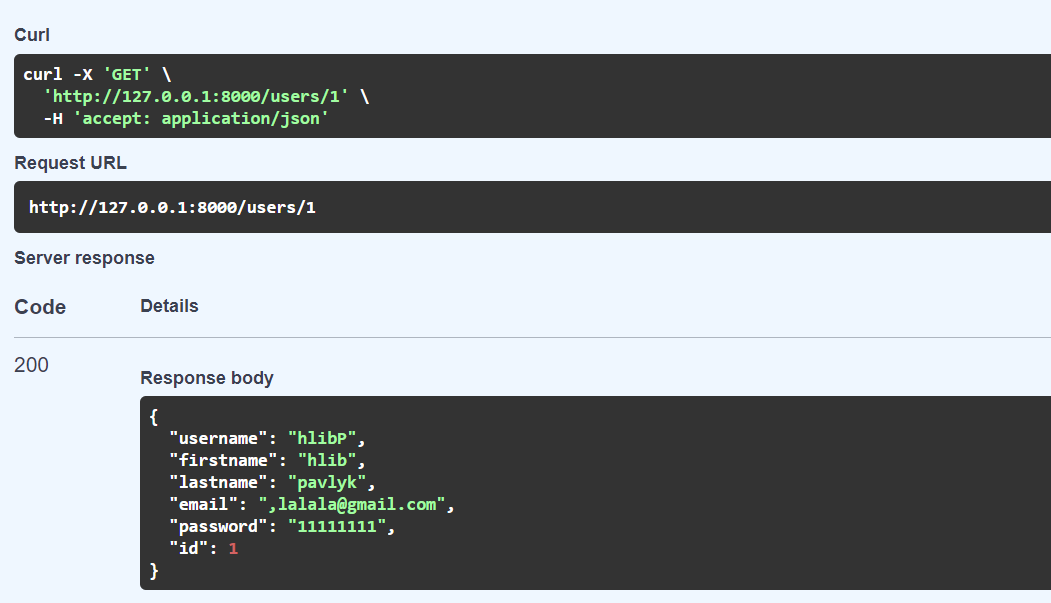 Curl
curl -X 'GET' \
  'http://127.0.0.1:8000/users/1' \
  -H 'accept: application/json'
Request URL
http://127.0.0.1:8000/users/1
Server response
Code Details
200
Response body
{
  "username": "hlibP",
  "firstname": "hlib",
  "lastname": "pavlyk",
  "email": ",lalala@gmail.com",
  "password": "11111111",
  "id": 1
}